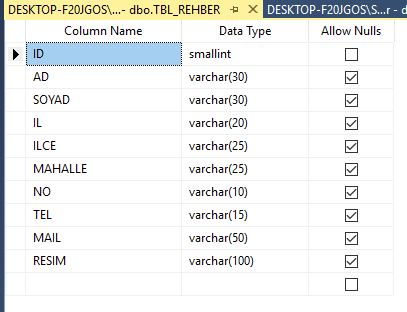 DESKTOP-F20JGOS\...- dbo.TBL_REHBER
DESKTOP-F20JGOS\S...r - d
Column Name Data Type Allow Nulls
ID smallint
AD varchar(30)
SOYAD varchar(30)
IL varchar(20)
ILCE varchar(25)
MAHALLE varchar(25)
NO varchar(10)
TEL varchar(15)
MAIL varchar(50)
RESIM varchar(100)